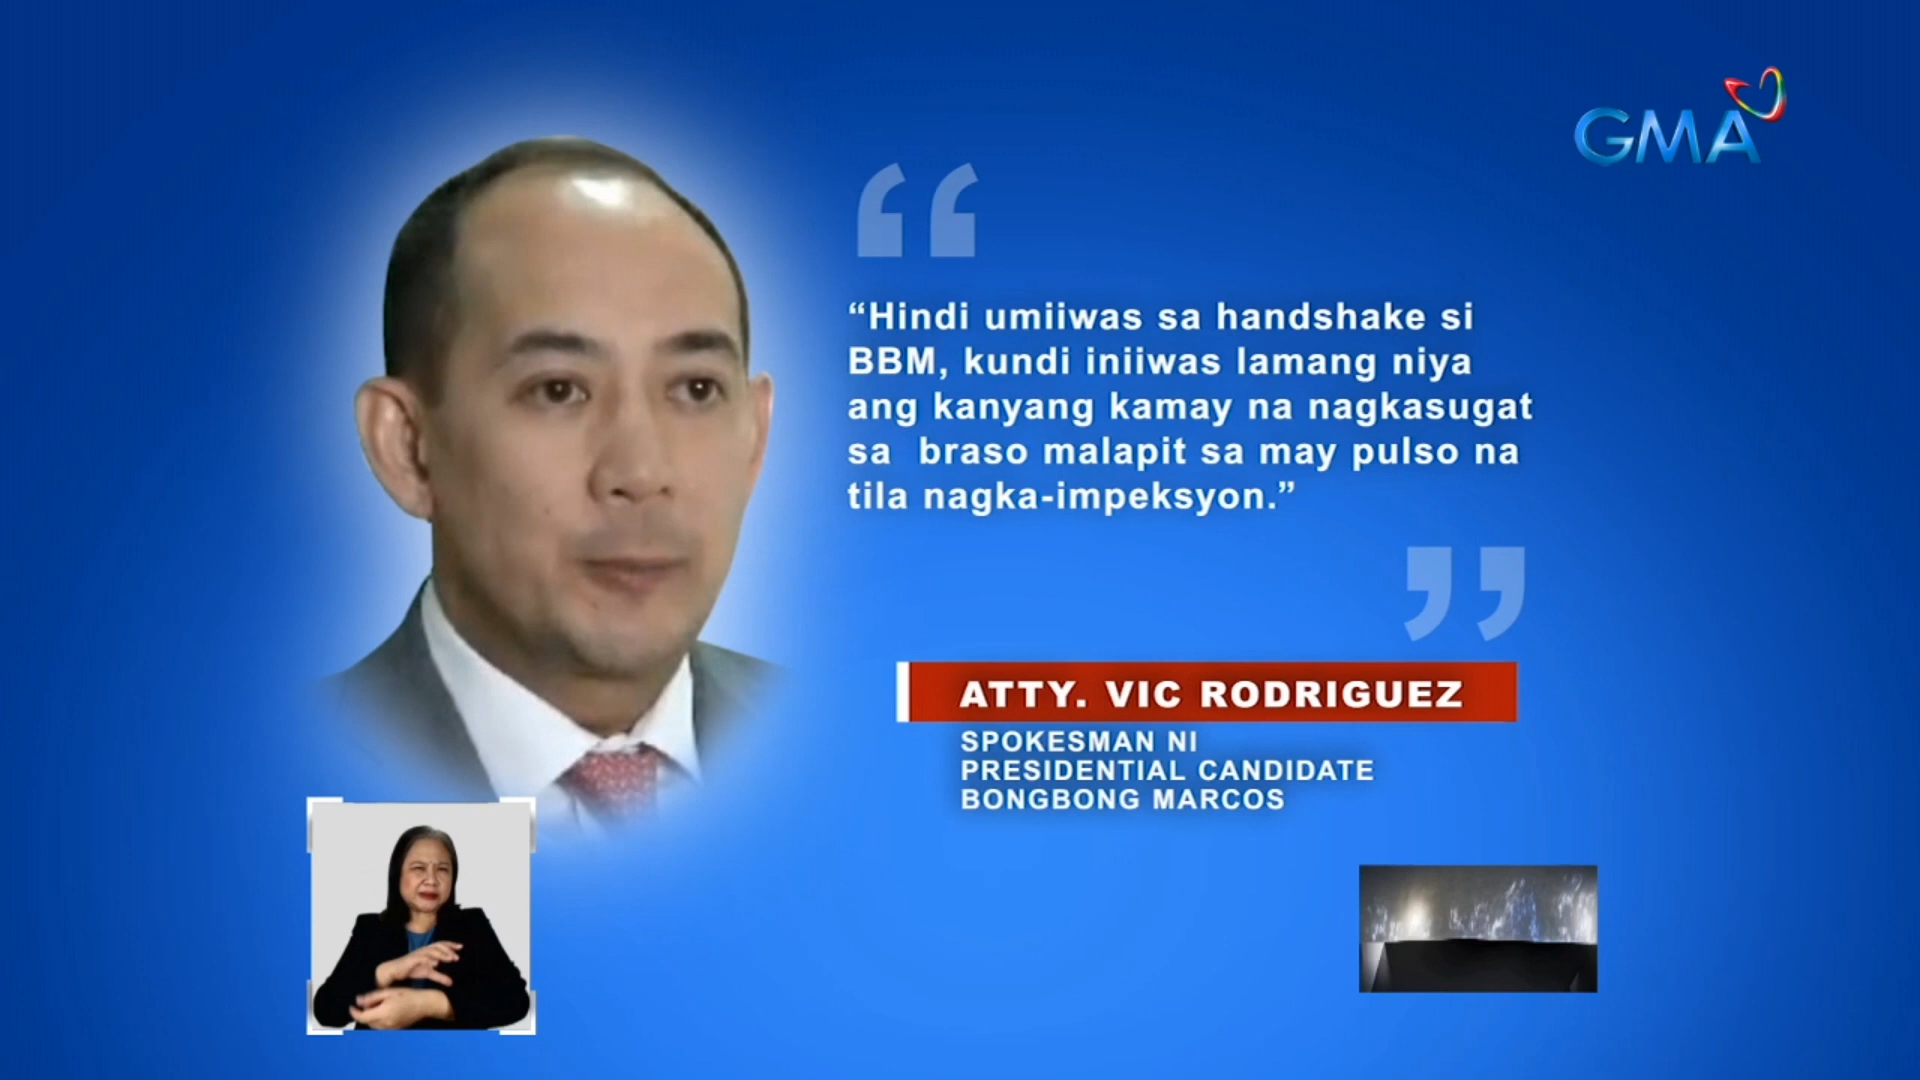 GMA
“Hindi umiiwas sa handshake si
BBM, kundi iniiwas lamang niya
ang kanyang kamay na nagkasugat
sa braso malapit sa may pulso na
tila nagka-impeksyon.”
ATTY. VIC RODRIGUEZ
SPOKESMAN NI
PRESIDENTIAL CANDIDATE
BONGBONG MARCOS